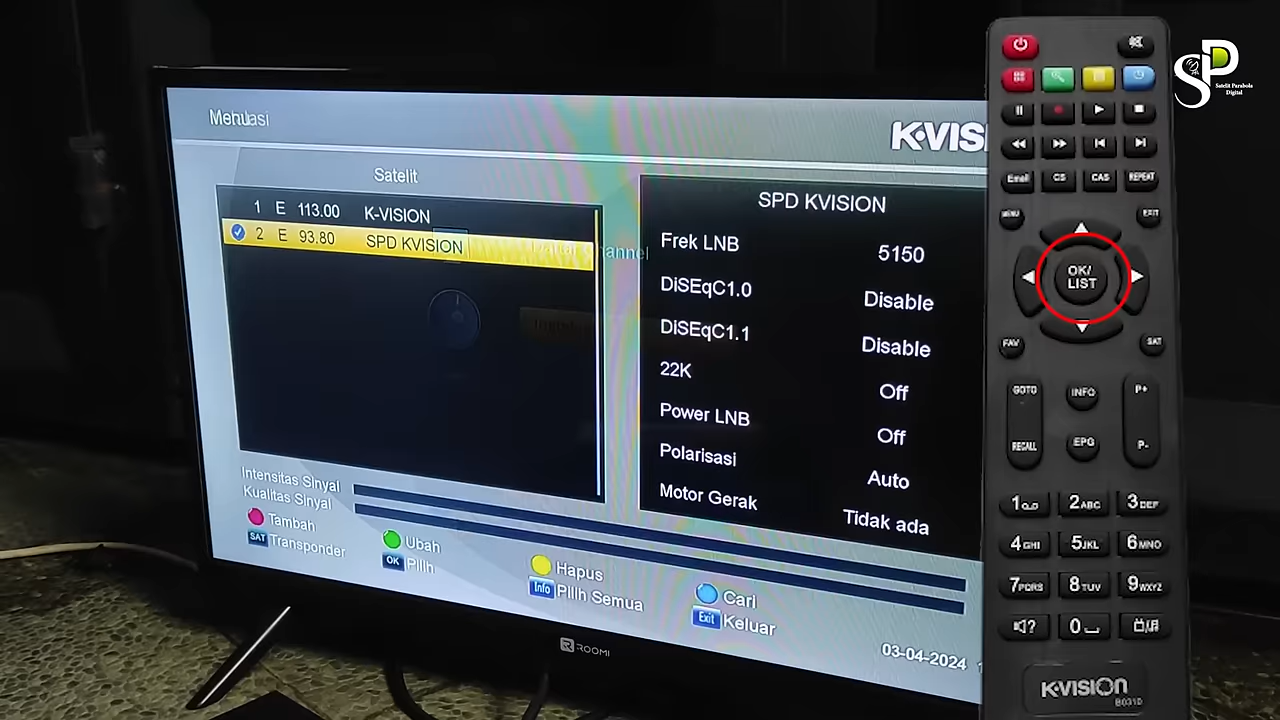 SPD
Satelit Parabola
Digital
Menu
K-VIS
Satelit
1 E 113.00 K-VISION
2 E 93.80 SPD KVISION
SPD KVISION
Frek LNB 5150
DiSEqC1.0 Disable
DiSEqC1.1 Disable
22K Off
Power LNB Off
Polarisasi Auto
Motor Gerak Tidak ada
Intensitas Sinyal
Kualitas Sinyal
Tambah
Ubah
Hapus
Cari
SAT Transponder
OK Pilih
Info Pilih Semua
Exit Keluar
03-04-2024
ROOMI
Email
CAS
REPEAT
MENU
EXIT
OK/
LIST
FAV
SAT
GOTO
INFO
P+
RECALL
EPG
P-
1
2ABC
3DEF
4GHI
5JKL
6MNO
7PQRS
8TUV
9WXYZ
0
K-VISION